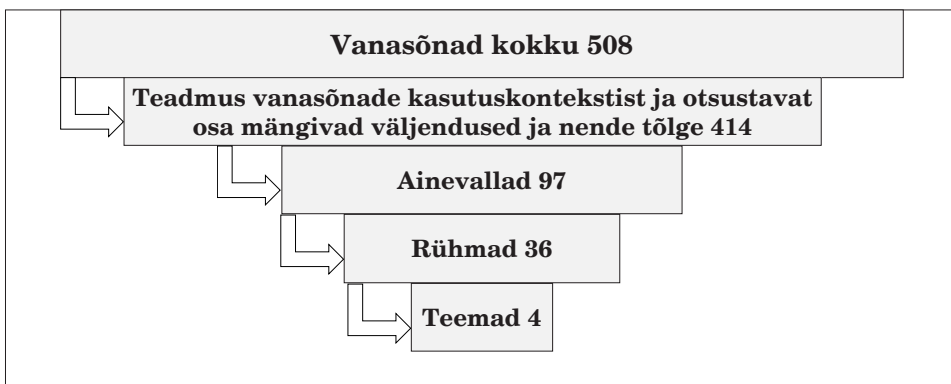 Vanasõnad kokku 508
Teadmus vanasõnade kasutuskontekstist ja otsustavat
osa mängivad väljendused ja nende tõlge 414
Ainevallad 97
Rühmad 36
Teemad 4